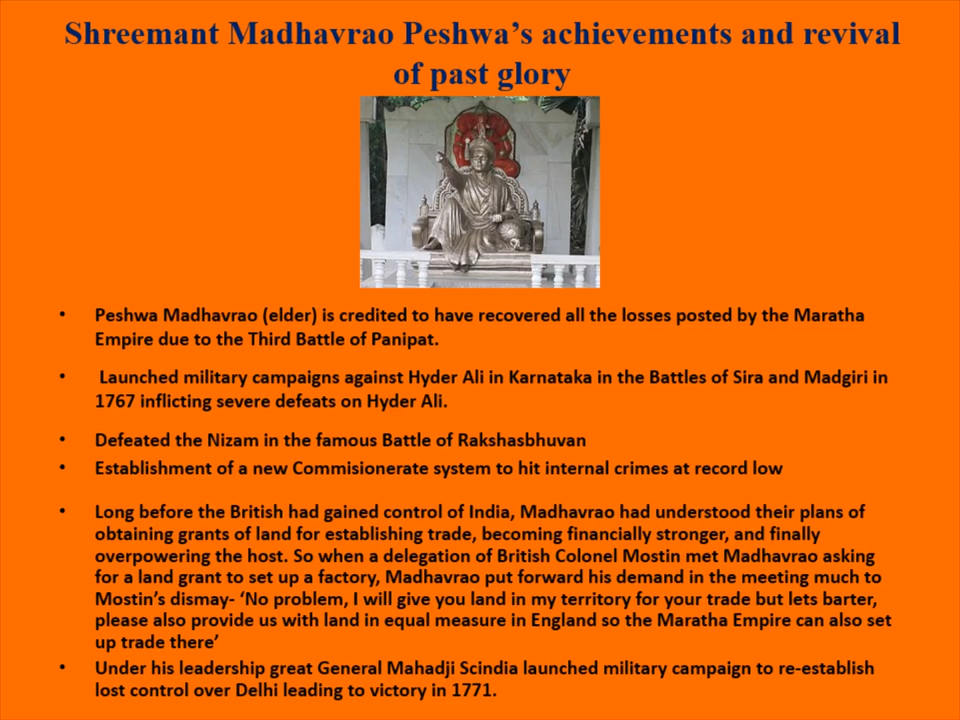 Shreemant Madhavrao Peshwa’s achievements and revival
of past glory
• Peshwa Madhavrao (elder) is credited to have recovered all the losses posted by the Maratha
Empire due to the Third Battle of Panipat.
• Launched military campaigns against Hyder Ali in Karnataka in the Battles of Sira and Madgiri in
1767 inflicting severe defeats on Hyder Ali.
• Defeated the Nizam in the famous Battle of Rakshasbhuvan
• Establishment of a new Commisionerate system to hit internal crimes at record low
• Long before the British had gained control of India, Madhavrao had understood their plans of
obtaining grants of land for establishing trade, becoming financially stronger, and finally
overpowering the host. So when a delegation of British Colonel Mostin met Madhavrao asking
for a land grant to set up a factory, Madhavrao put forward his demand in the meeting much to
Mostin’s dismay- ‘No problem, I will give you land in my territory for your trade but lets barter,
please also provide us with land in equal measure in England so the Maratha Empire can also set
up trade there’
• Under his leadership great General Mahadji Scindia launched military campaign to re-establish
lost control over Delhi leading to victory in 1771.